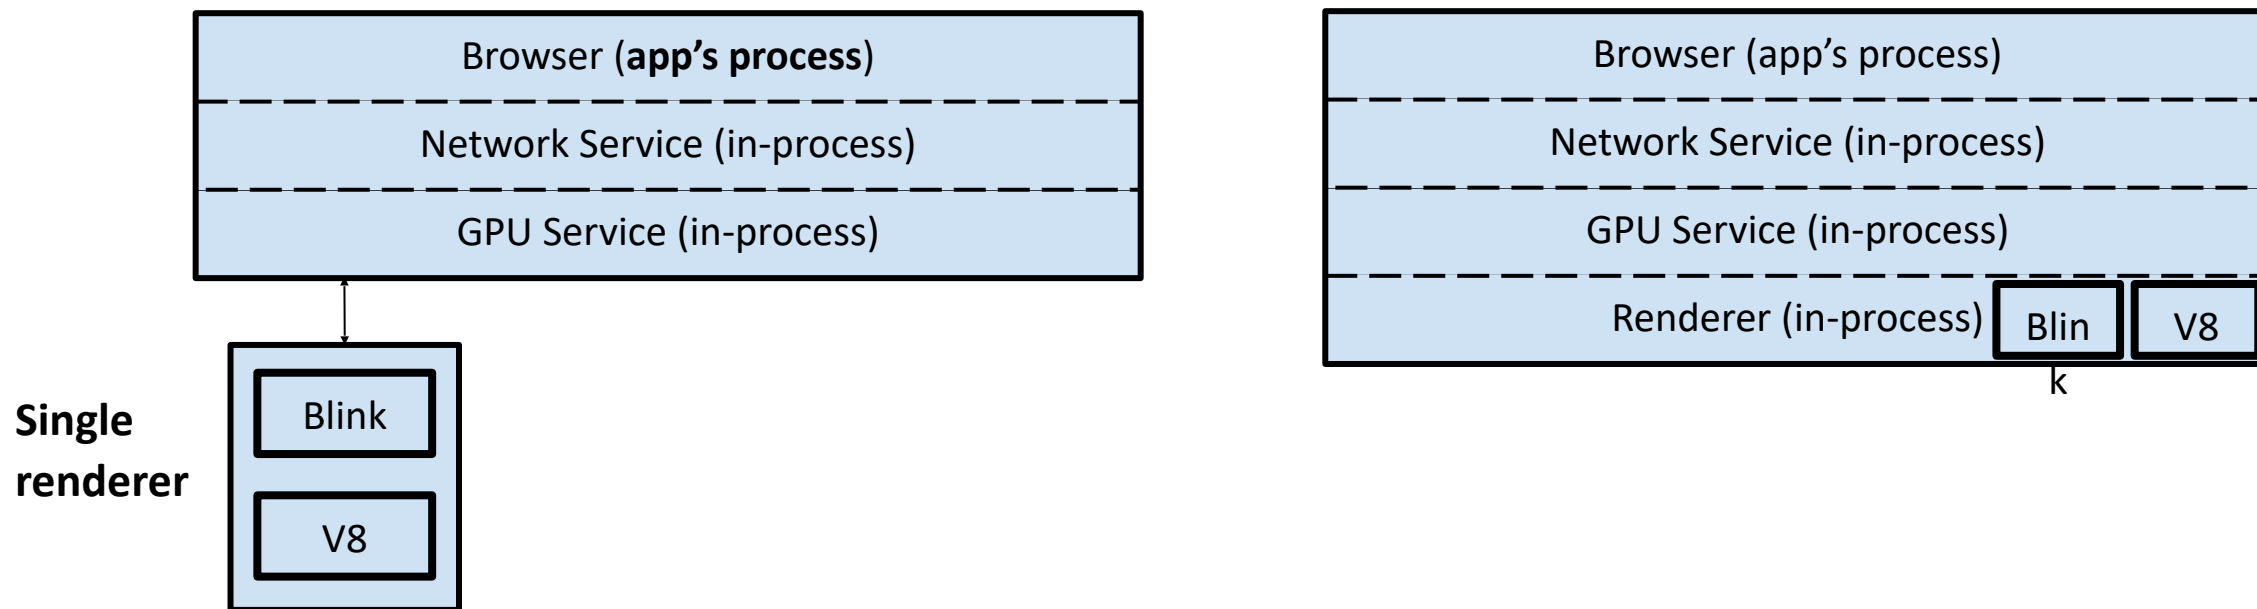 Browser (app’s process)
Network Service (in-process)
GPU Service (in-process)
Single
renderer
Blink
V8
Browser (app’s process)
Network Service (in-process)
GPU Service (in-process)
Renderer (in-process)
Blin
k
V8